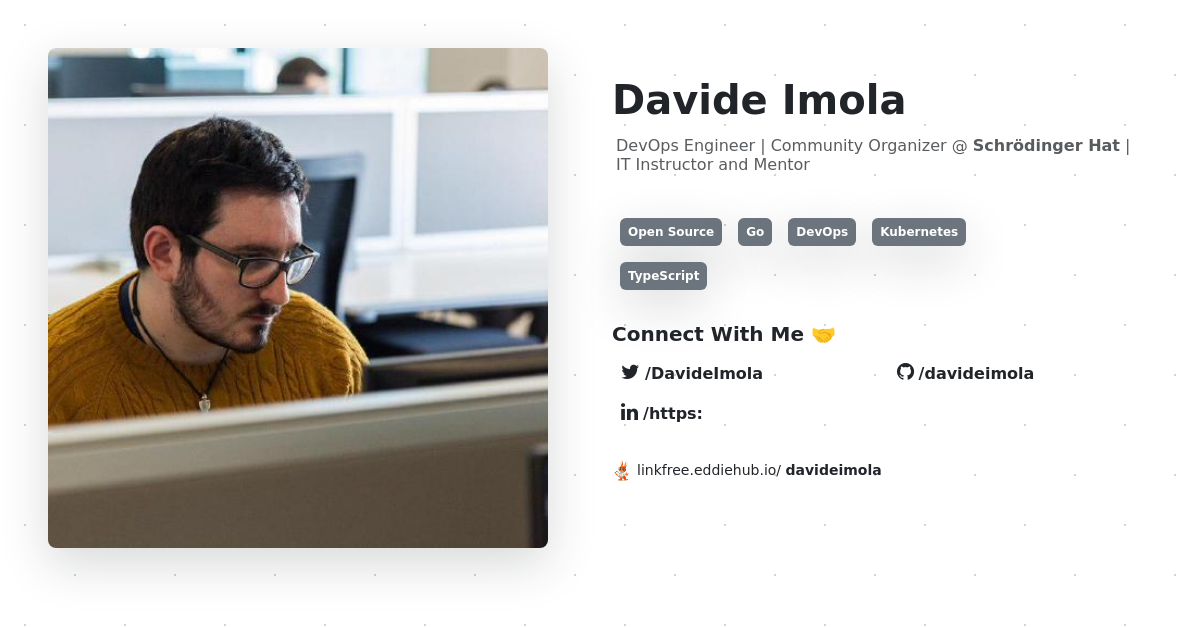 Davide Imola
DevOps Engineer | Community Organizer @ Schrödinger Hat |
IT Instructor and Mentor
Open Source Go DevOps Kubernetes
TypeScript
Connect With Me 🤝
/DavideImola /davideimola
in /https:
linkfree.eddiehub.io/ davideimola